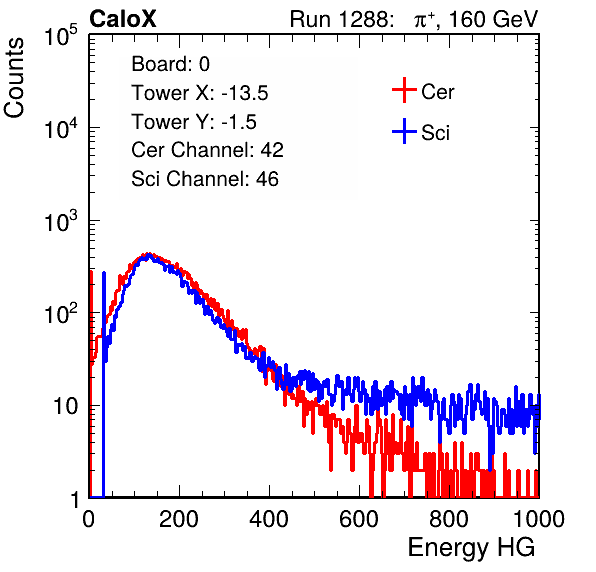 CaloX Run 1288: π⁺, 160 GeV
Counts
10⁵
10⁴
10³
10²
10
1
Board: 0
Tower X: -13.5
Tower Y: -1.5
Cer Channel: 42
Sci Channel: 46
Cer
Sci
0 200 400 600 800 1000
Energy HG